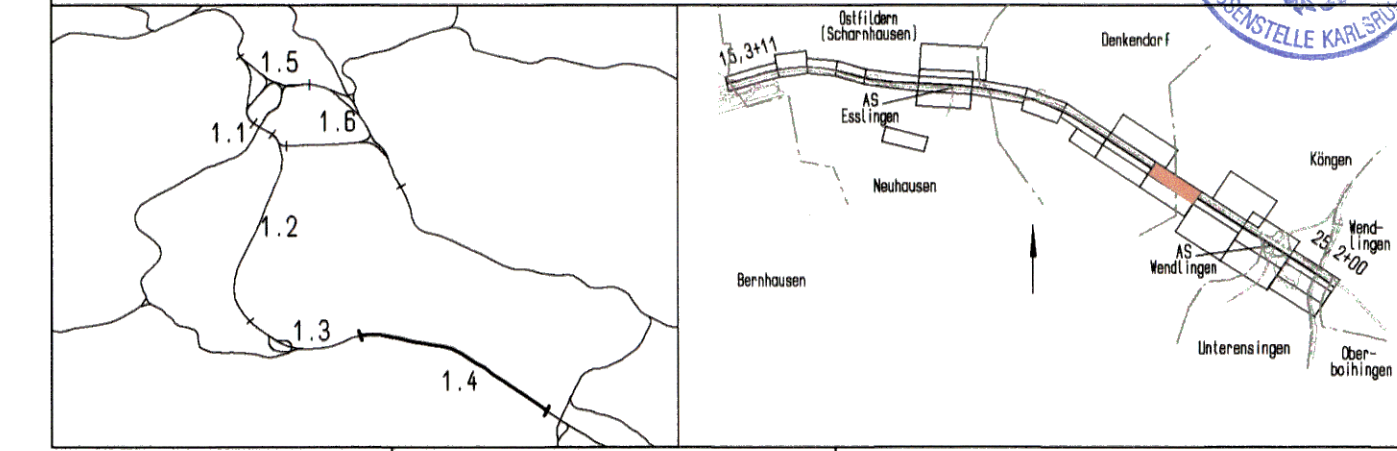 1.5
1.1
1.6
1.2
1.3
1.4
STELLE KARLSRU
Ostfildern
(Scharnhausen)
Denkendorf
15,3+11
AS
Esslingen
Neuhausen
Köngen
Wend-
lingen
25,2+00
AS
Wendlingen
Bernhausen
Unterensingen
Ober-
boihingen